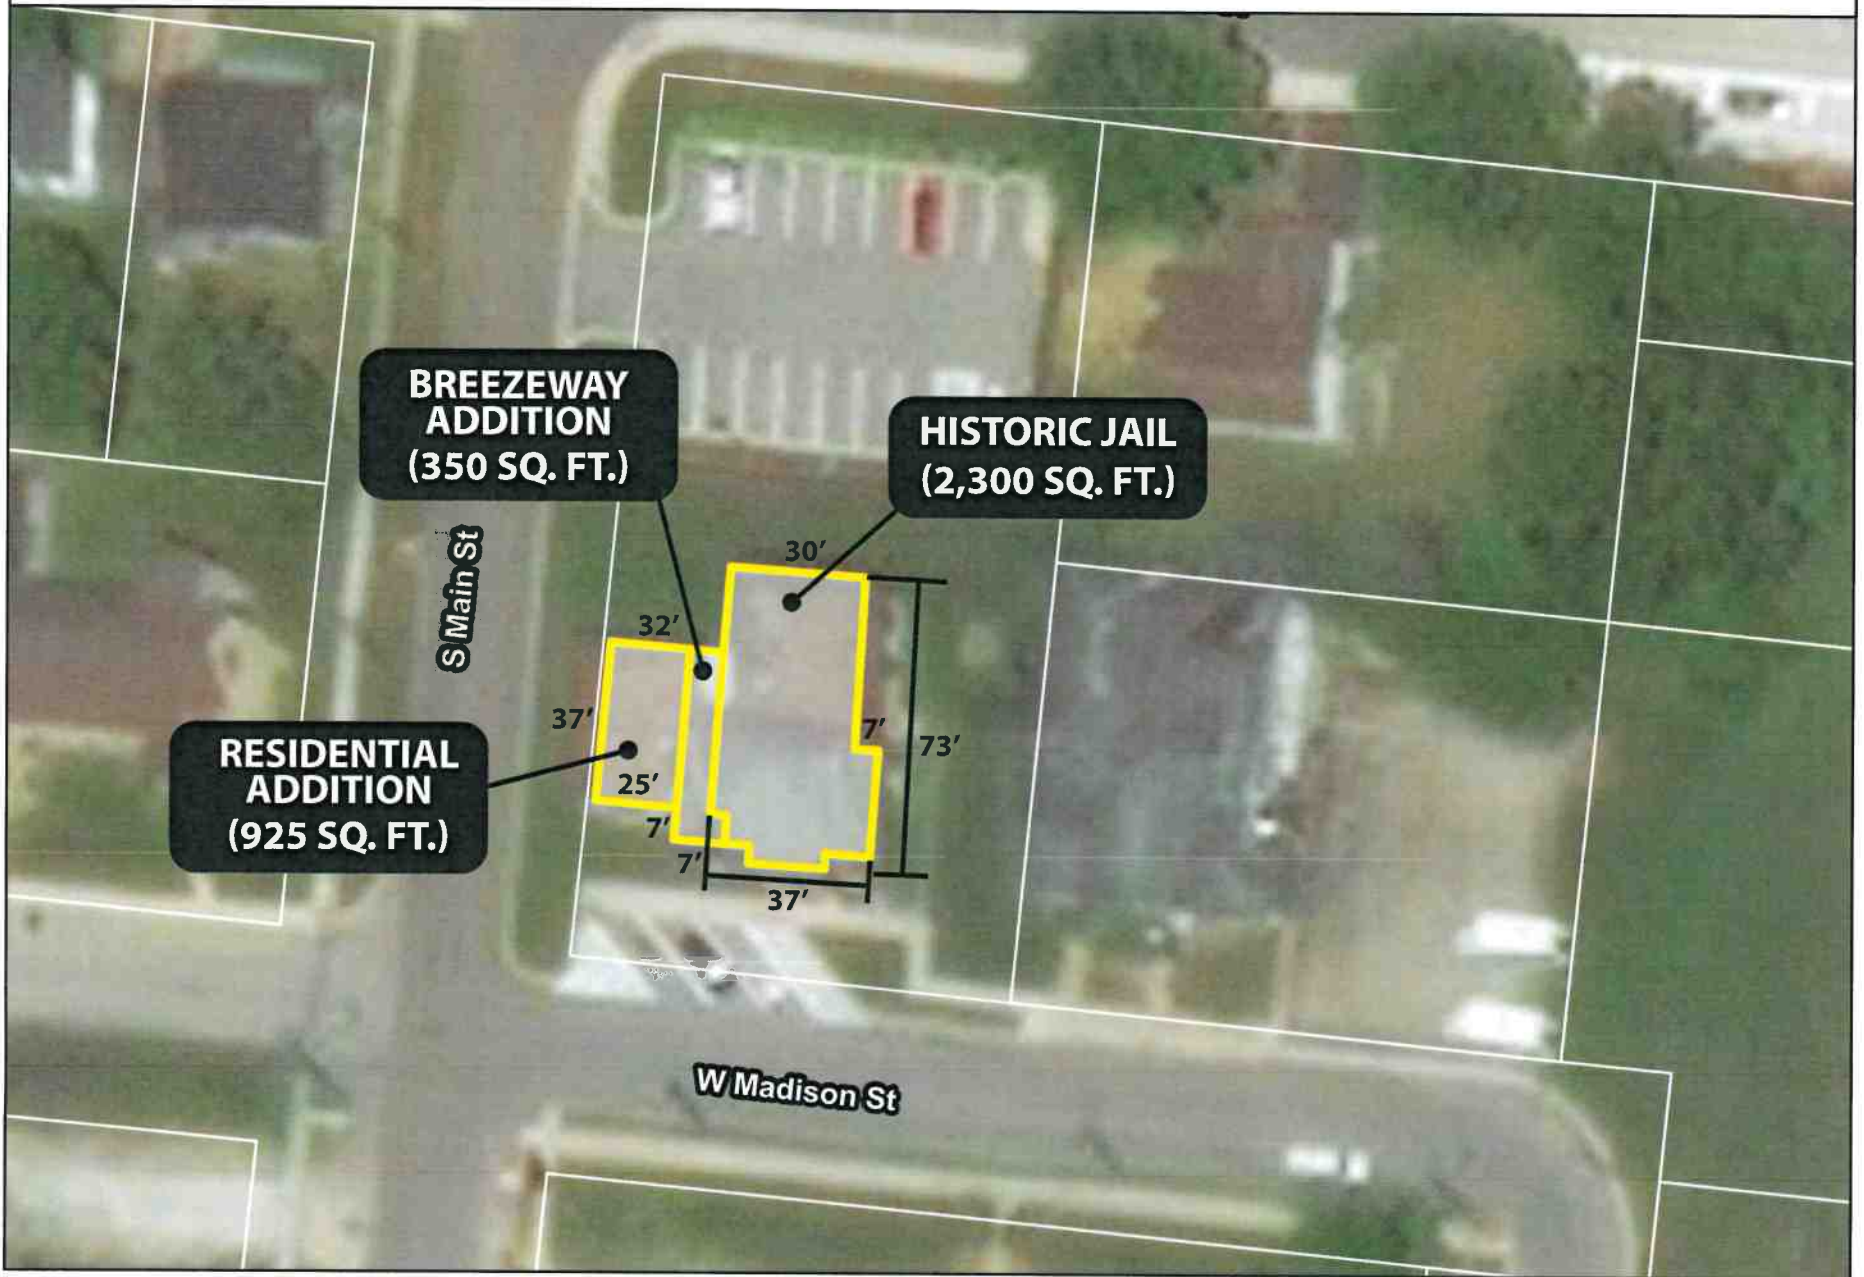 BREEZEWAY
ADDITION
(350 SQ. FT.)
HISTORIC JAIL
(2,300 SQ. FT.)
S Main St
30’
32’
37’
7’
73’
RESIDENTIAL
ADDITION
(925 SQ. FT.)
25’
7’
7’
37’
W Madison St